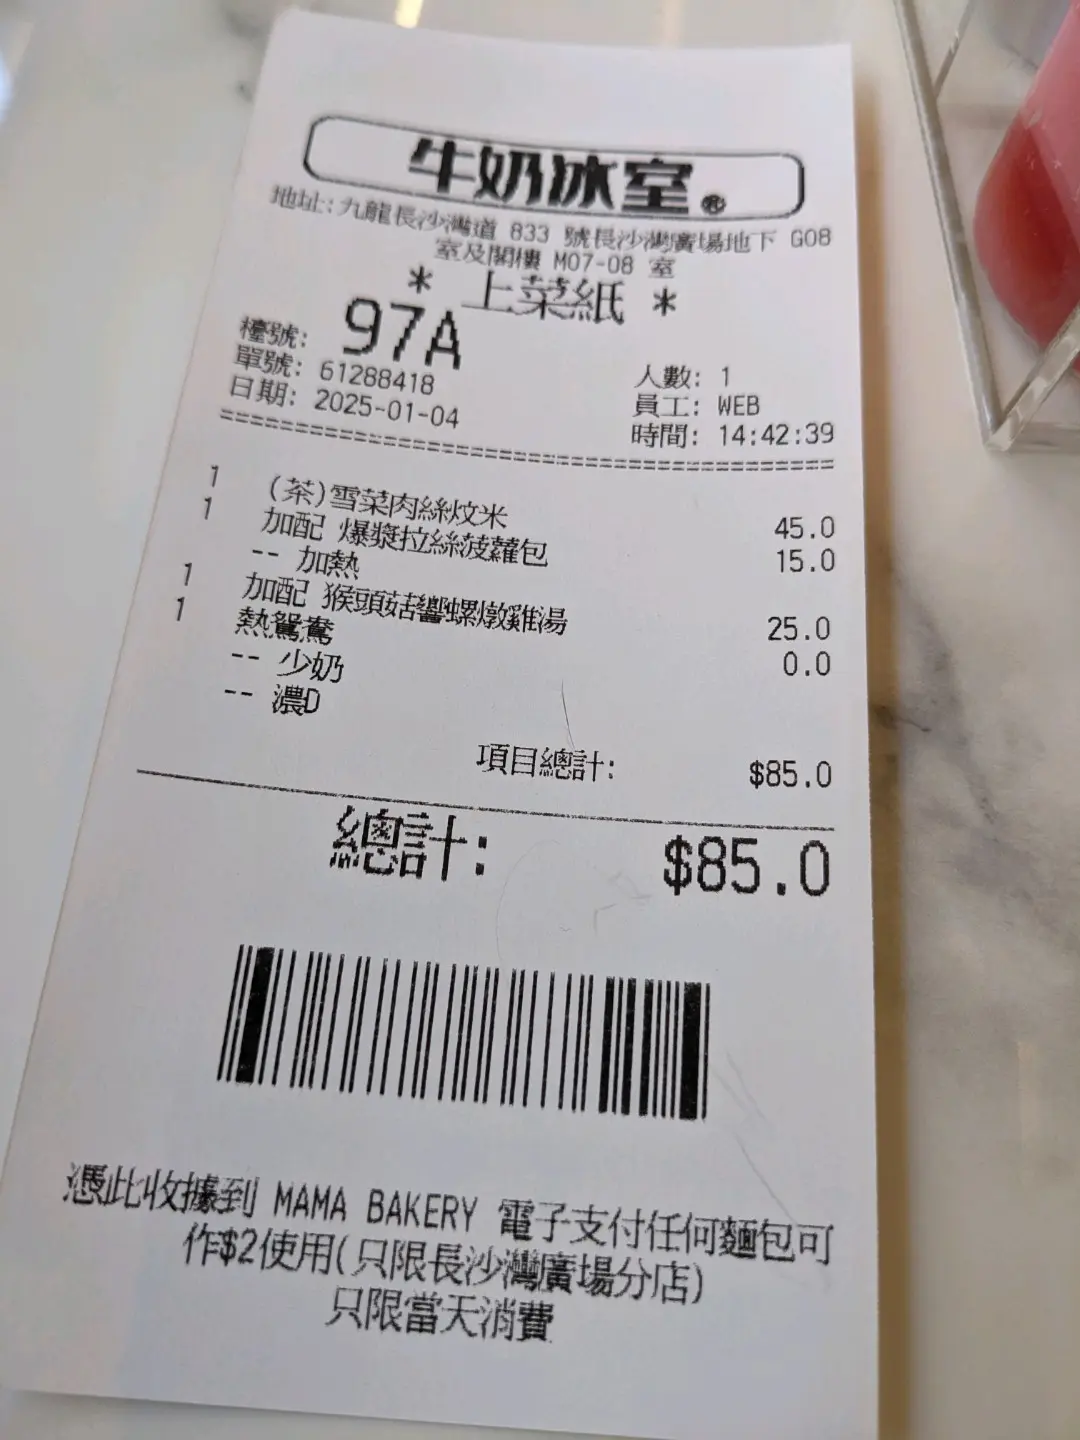 牛奶冰室®
地址:九龍長沙灣道 833 號長沙灣廣場地下 G08
室及閣樓 M07-08 室
* 上菜紙 *
檯號: 97A
單號: 61288418 人數: 1
日期: 2025-01-04 員工: WEB
時間: 14:42:39
1 (茶)雪菜肉絲炆米 45.0
1 加配 爆漿拉絲菠蘿包 15.0
-- 加熱
1 加配 猴頭菇響螺燉雞湯 25.0
1 熱鴛鴦 0.0
-- 少奶
-- 濃D
項目總計: $85.0
總計: $85.0
憑此收據到 MAMA BAKERY 電子支付任何麵包可
作$2使用(只限長沙灣廣場分店)
只限當天消費